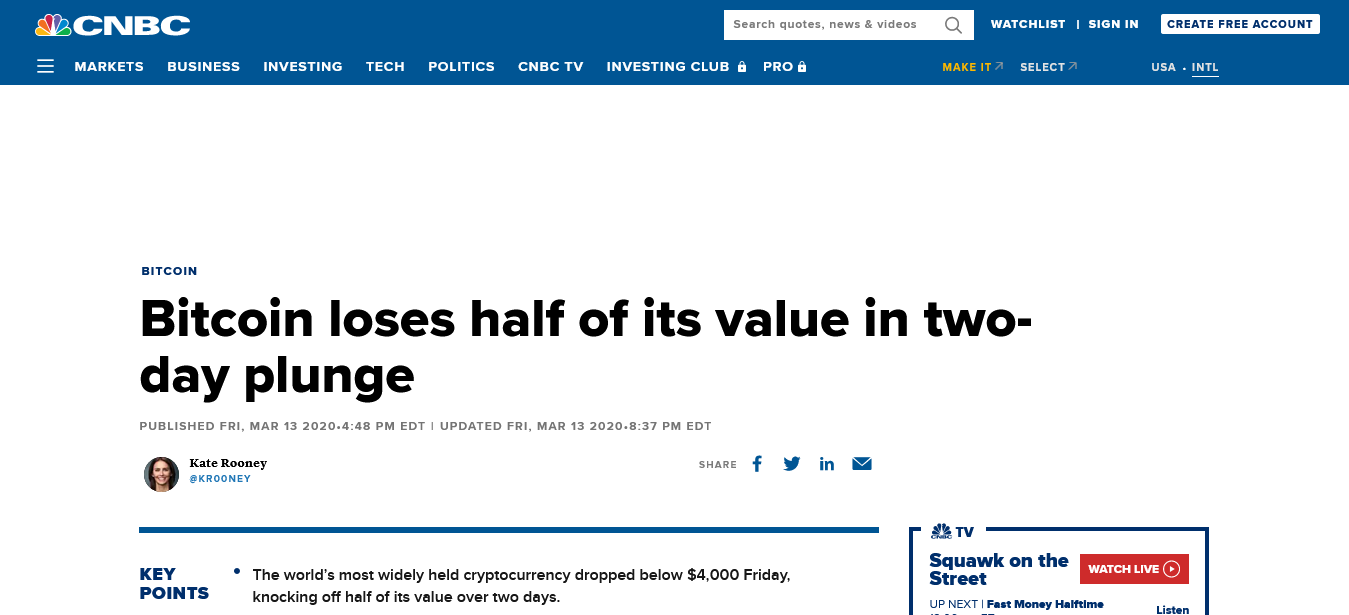 CNBC
Search quotes, news & videos
WATCHLIST | SIGN IN
CREATE FREE ACCOUNT
MARKETS BUSINESS INVESTING TECH POLITICS CNBC TV INVESTING CLUB PRO
MAKE IT SELECT USA • INTL
BITCOIN
Bitcoin loses half of its value in two-
day plunge
PUBLISHED FRI, MAR 13 2020•4:48 PM EDT | UPDATED FRI, MAR 13 2020•8:37 PM EDT
Kate Rooney
@KR00NEY
SHARE
KEY
POINTS
• The world's most widely held cryptocurrency dropped below $4,000 Friday,
knocking off half of its value over two days.
CNBC TV
Squawk on the
Street
WATCH LIVE
UP NEXT | Fast Money Halftime
Listen